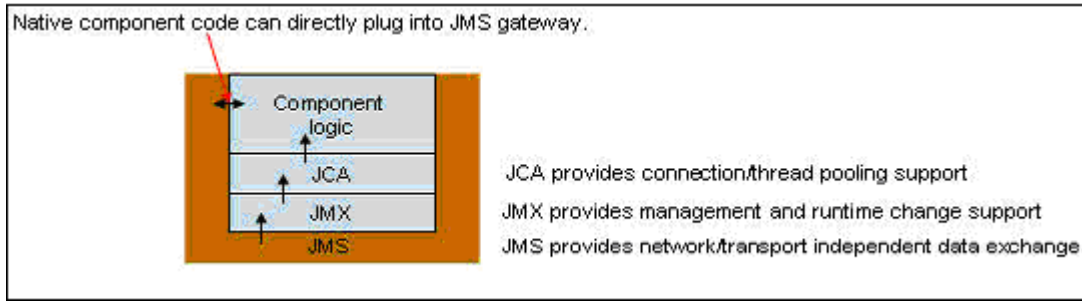 Native component code can directly plug into JMS gateway.
Component
logic
JCA
JCA provides connection/thread pooling support
JMX
JMX provides management and runtime change support
JMS
JMS provides network/transport independent data exchange